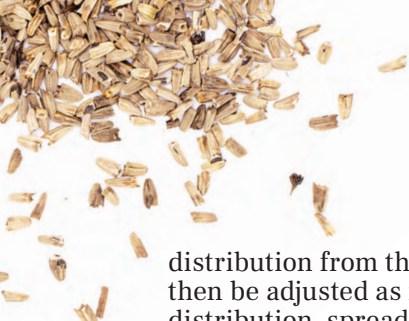 distribution from th
then be adjusted as
distribution, spread